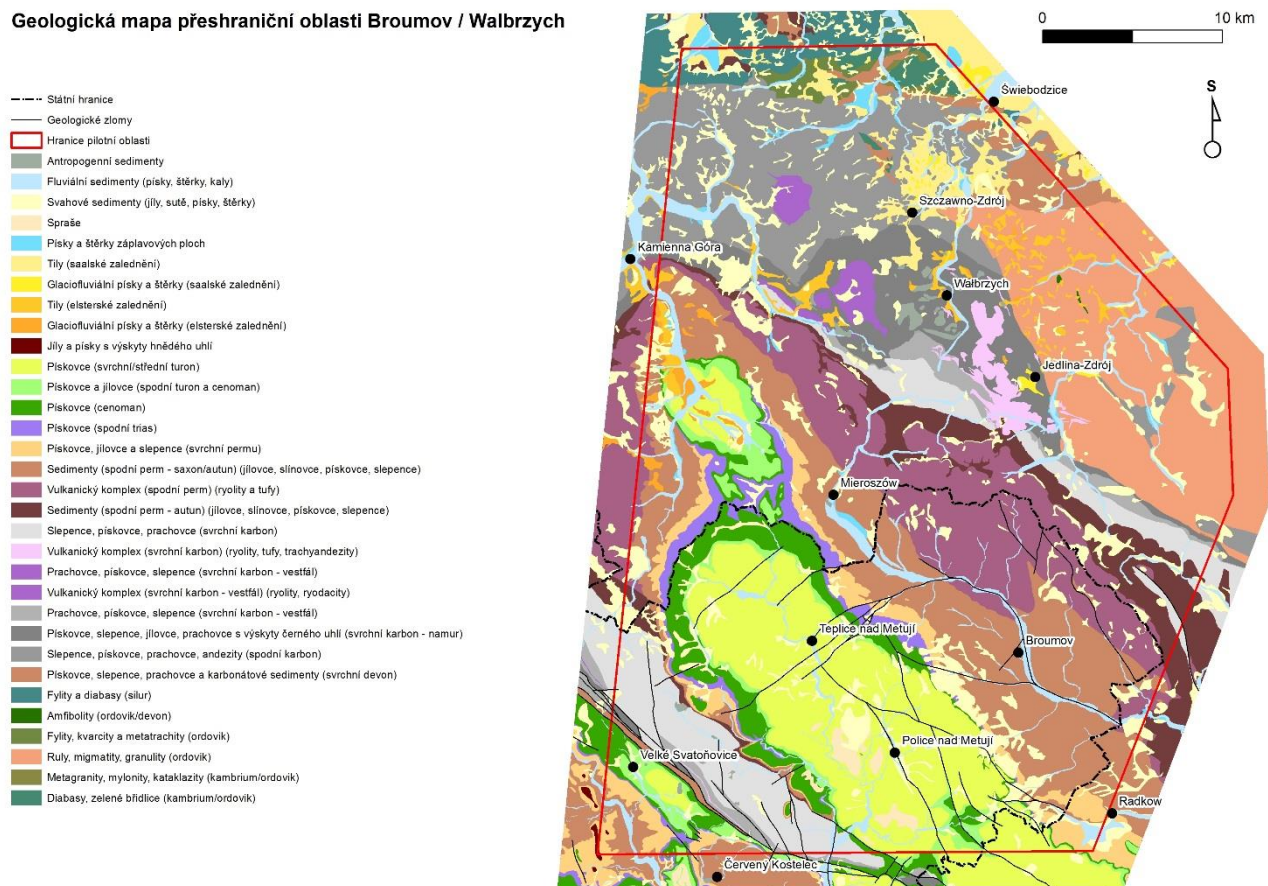 Geologická mapa přeshraniční oblasti Broumov / Walbrzych
0 10 km
S
Státní hranice
Geologické zlomy
Hranice pilotní oblasti
Antropogenní sedimenty
Fluviální sedimenty (písky, štěrky, kaly)
Svahové sedimenty (jíly, sutě, písky, štěrky)
Spraše
Písky a štěrky záplavových ploch
Tily (saalské zalednění)
Glaciofluviální písky a štěrky (saalské zalednění)
Tily (elsterské zalednění)
Glaciofluviální písky a štěrky (elsterské zalednění)
Jíly a písky s výskyty hnědého uhlí
Pískovce (svrchní/střední turon)
Pískovce a jílovce (spodní turon a cenoman)
Pískovce (cenoman)
Pískovce (spodní trias)
Pískovce, jílovce a slepence (svrchní permu)
Sedimenty (spodní perm - saxon/autun) (jílovce, slínovce, pískovce, slepence)
Vulkanický komplex (spodní perm) (ryolity a tufy)
Sedimenty (spodní perm - autun) (jílovce, slínovce, pískovce, slepence)
Slepence, pískovce, prachovce (svrchní karbon)
Vulkanický komplex (svrchní karbon) (ryolity, tufy, trachyandezity)
Prachovce, pískovce, slepence (svrchní karbon - vestfál)
Vulkanický komplex (svrchní karbon - vestfál) (ryolity, ryodacity)
Prachovce, pískovce, slepence (svrchní karbon - vestfál)
Pískovce, slepence, jílovce, prachovce s výskyty černého uhlí (svrchní karbon - namur)
Slepence, pískovce, prachovce, andezity (spodní karbon)
Pískovce, slepence, prachovce a karbonátové sedimenty (svrchní devon)
Fylity a diabasy (silur)
Amfibolity (ordovik/devon)
Fylity, kvarcity a metatrachity (ordovik)
Ruly, migmatity, granulity (ordovik)
Metagranity, mylonity, kataklazity (kambrium/ordovik)
Diabasy, zelené břidlice (kambrium/ordovik)
Świebodzice
Szczawno-Zdrój
Kamienna Góra
Wałbrzych
Jedlina-Zdrój
Mieroszów
Teplice nad Metují
Broumov
Police nad Metují
Velké Svatoňovice
Radkow
Červený Kostelec